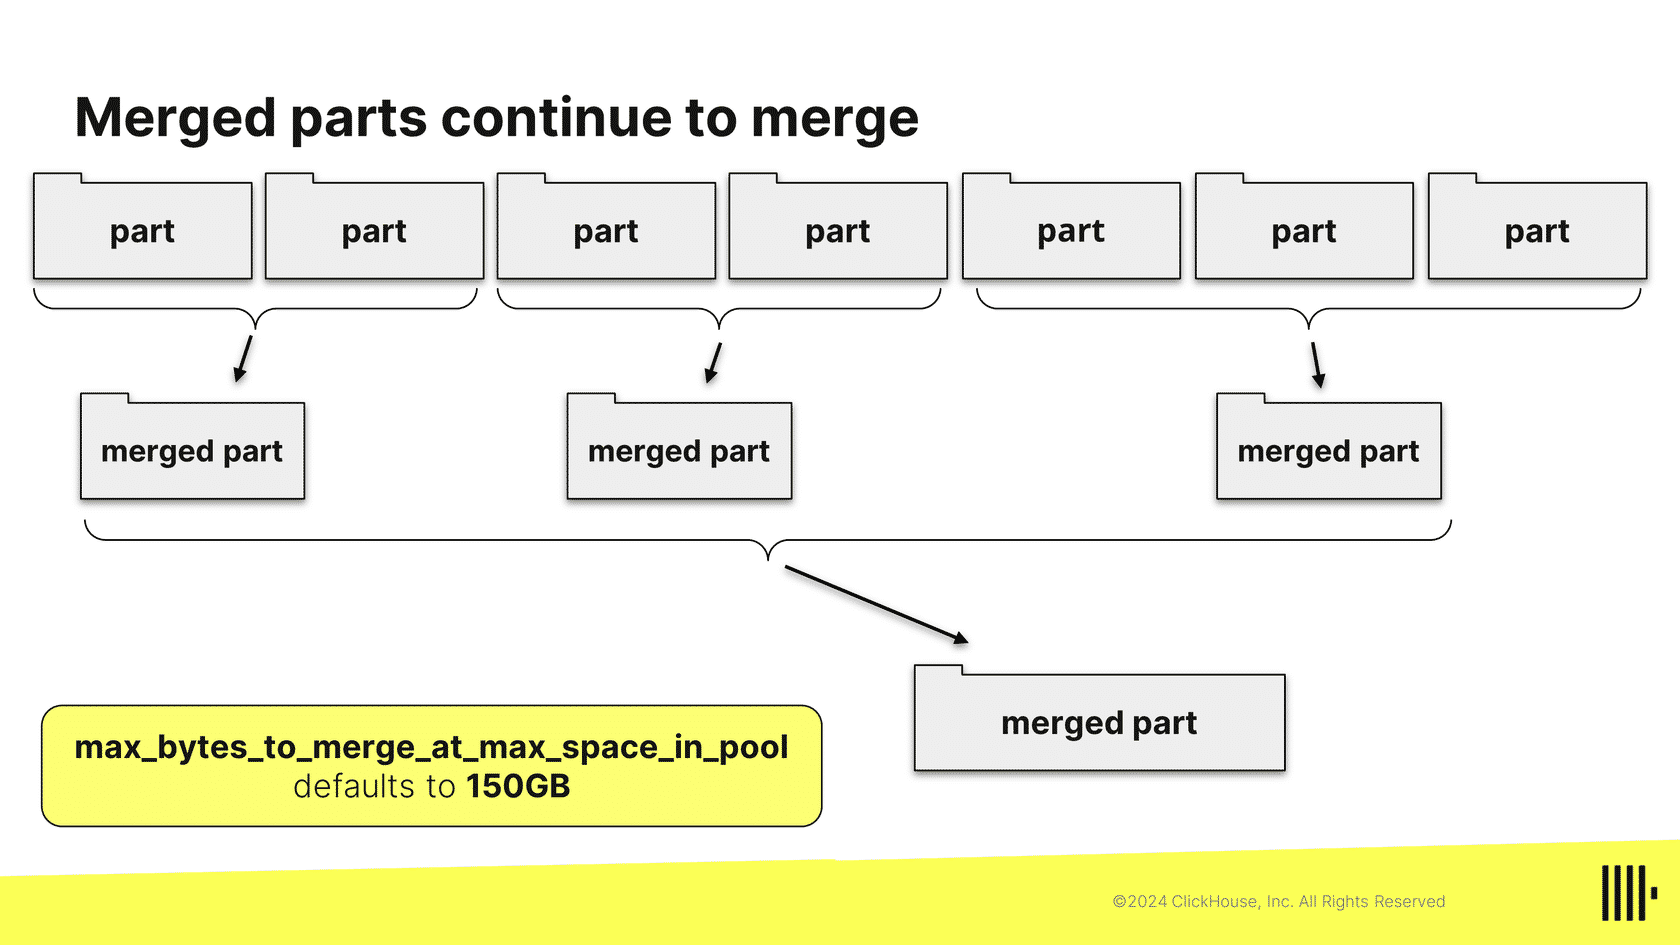 Merged parts continue to merge
part
part
part
part
part
part
part
merged part
merged part
merged part
merged part
max_bytes_to_merge_at_max_space_in_pool
defaults to 150GB
©2024 ClickHouse, Inc. All Rights Reserved